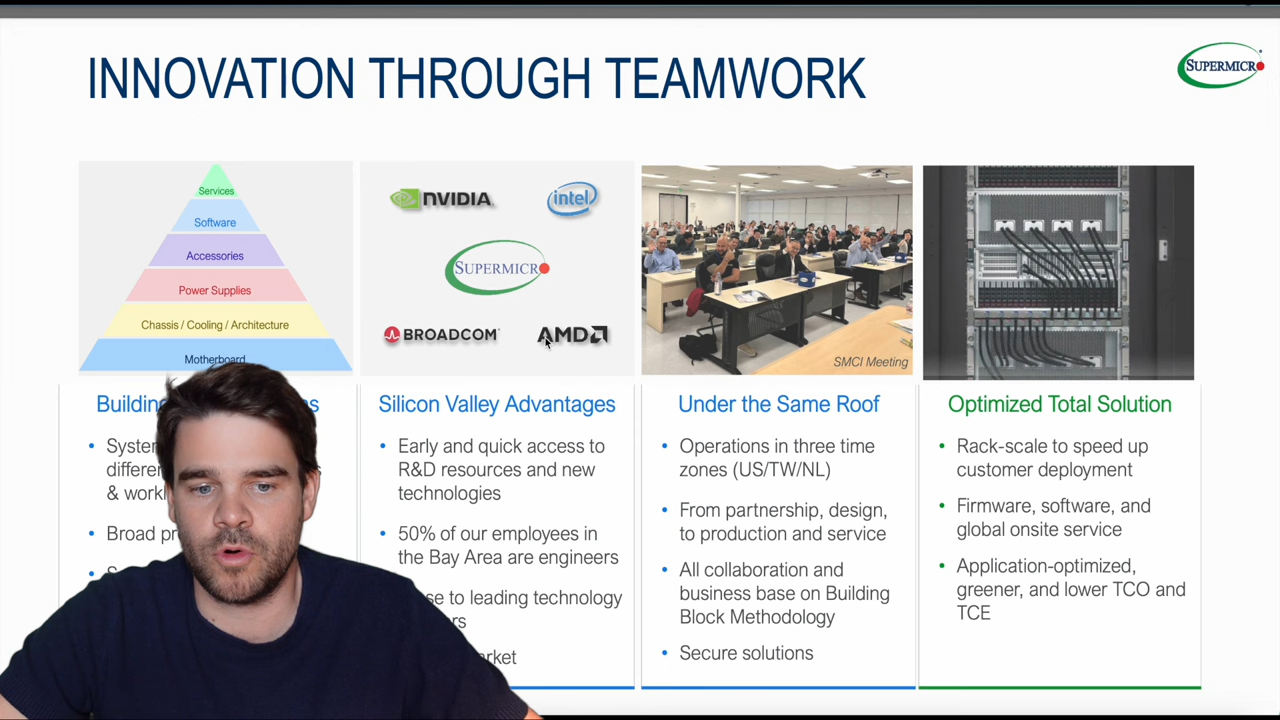 INNOVATION THROUGH TEAMWORK
SUPERMICRO
Services
Software
Accessories
Power Supplies
Chassis / Cooling / Architecture
Motherboard
NVIDIA
intel
SUPERMICRO
BROADCOM
AMD
SMCI Meeting
Building
Broad
Silicon Valley Advantages
• Early and quick access to
R&D resources and new
technologies
• 50% of our employees in
the Bay Area are engineers
to leading technology
Under the Same Roof
• Operations in three time
zones (US/TW/NL)
• From partnership, design,
to production and service
• All collaboration and
business base on Building
Block Methodology
• Secure solutions
Optimized Total Solution
• Rack-scale to speed up
customer deployment
• Firmware, software, and
global onsite service
• Application-optimized,
greener, and lower TCO and
TCE